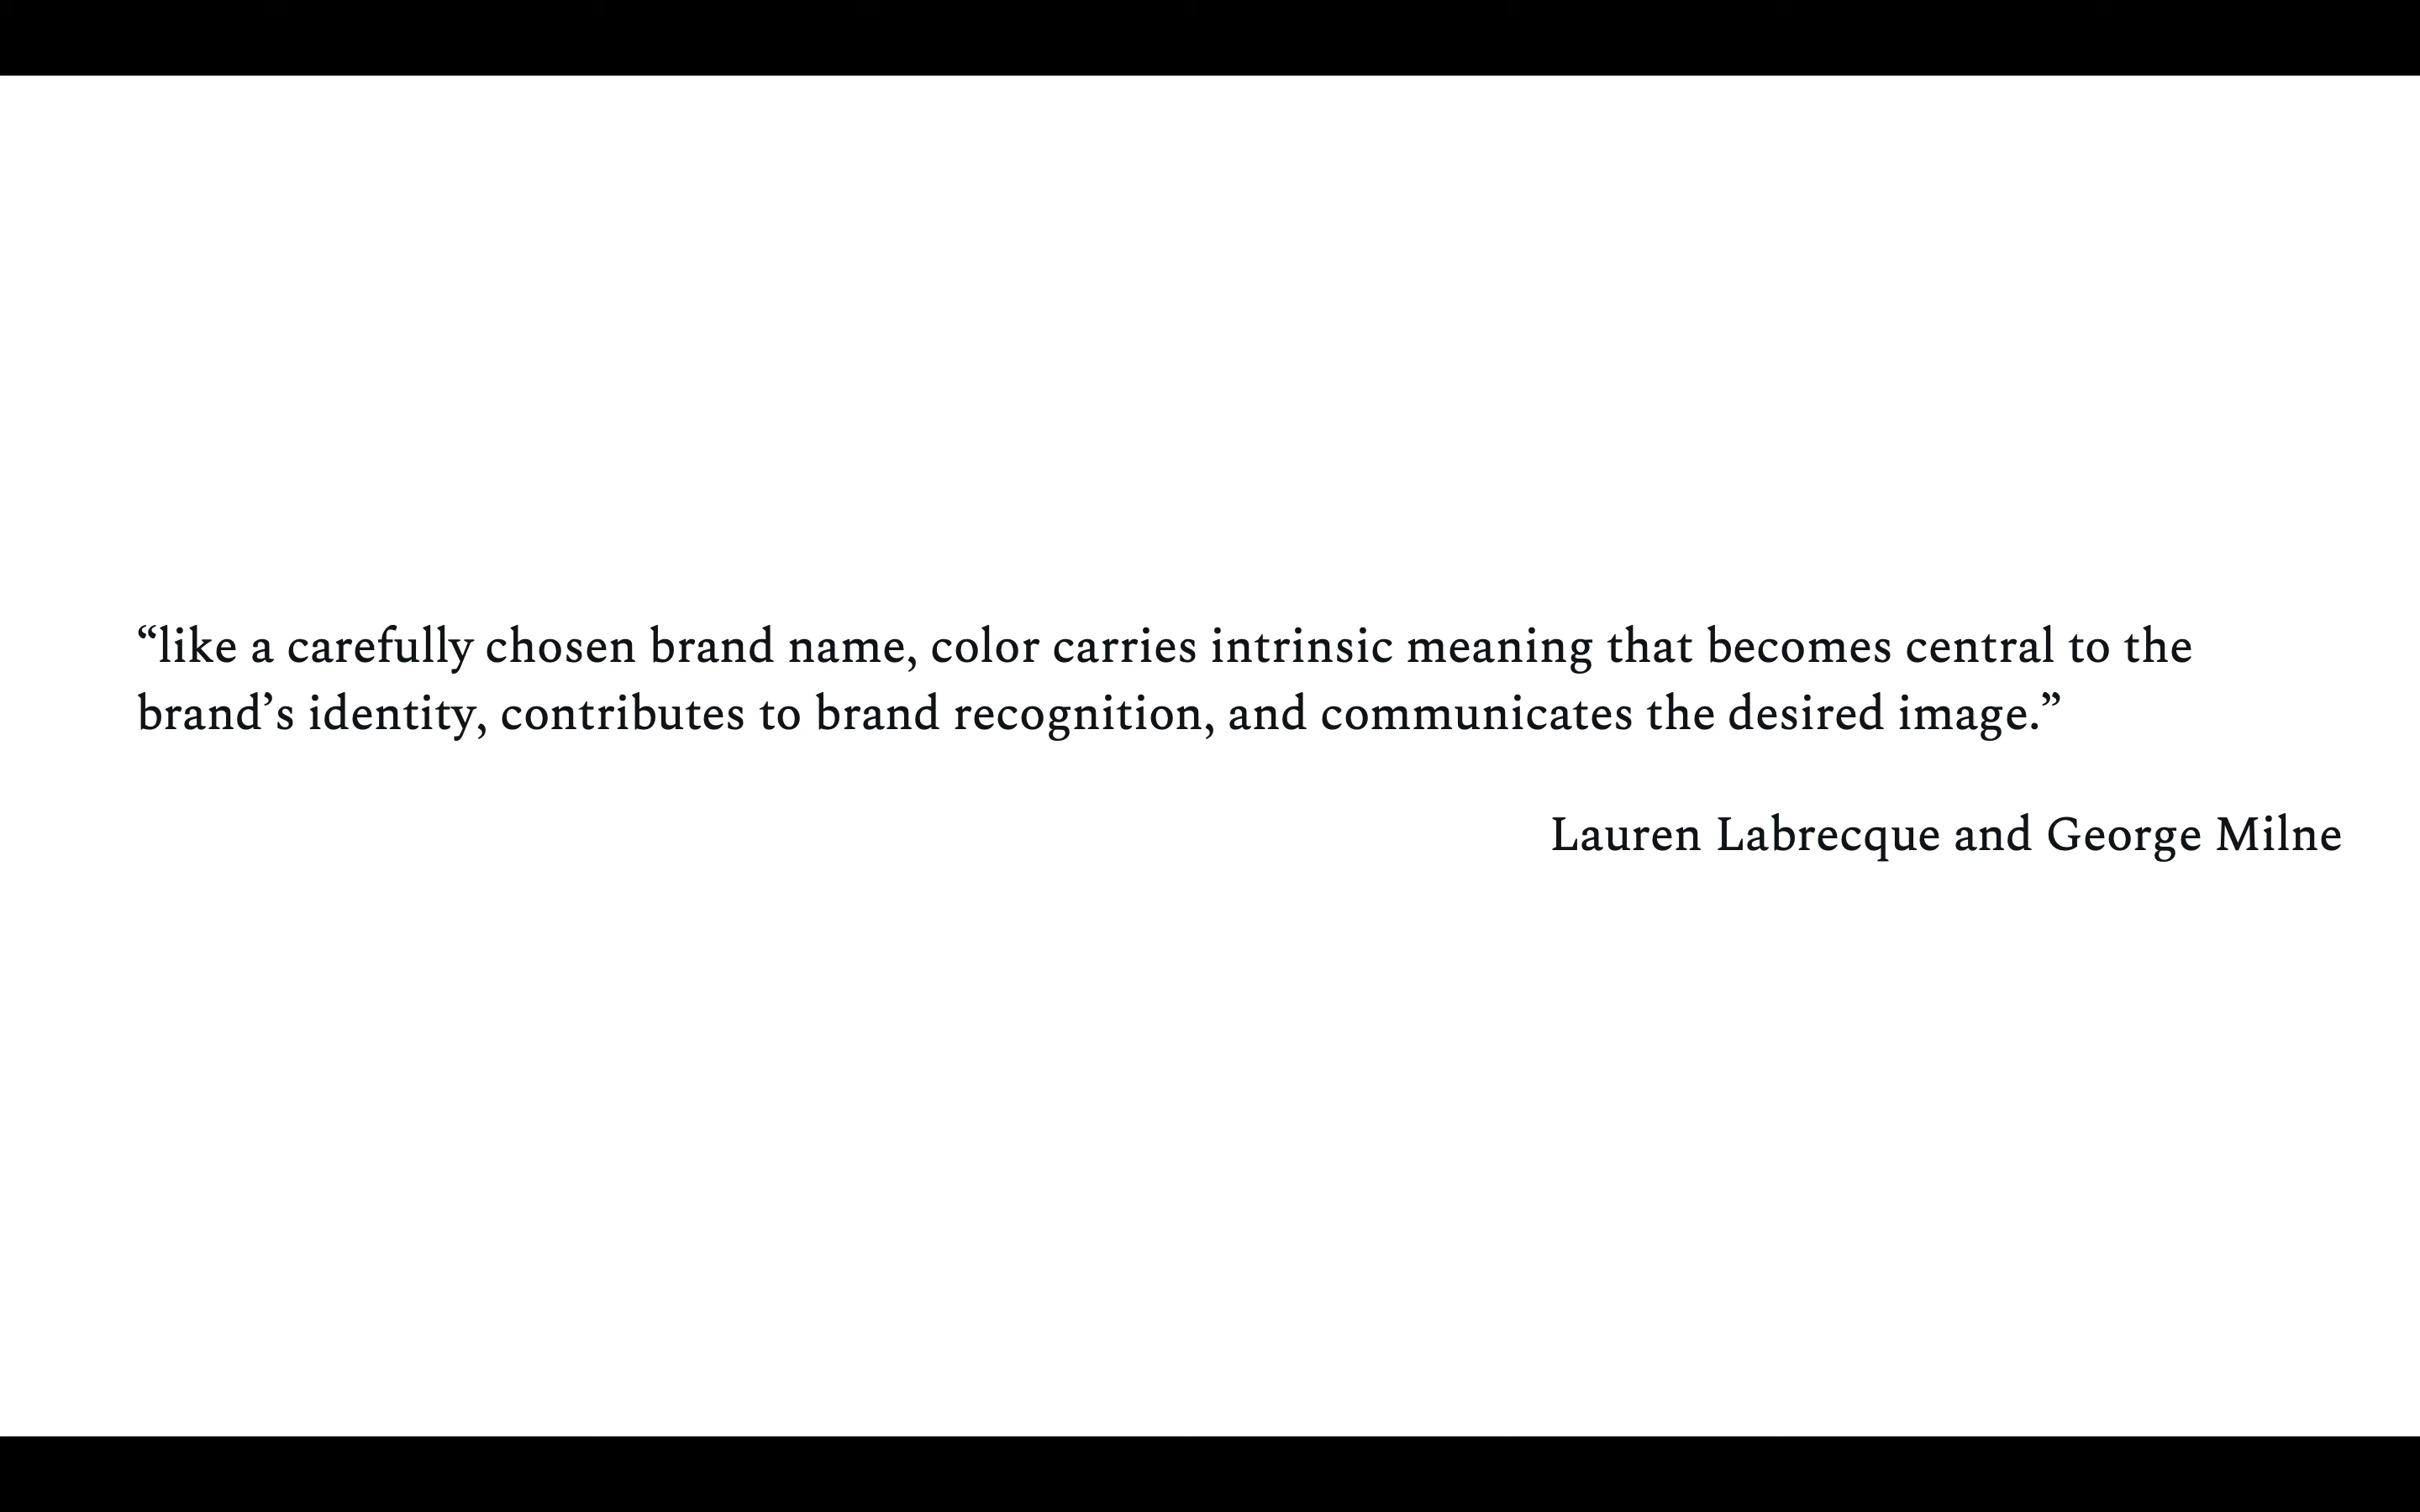 “like a carefully chosen brand name, color carries intrinsic meaning that becomes central to the
brand’s identity, contributes to brand recognition, and communicates the desired image.”
Lauren Labrecque and George Milne